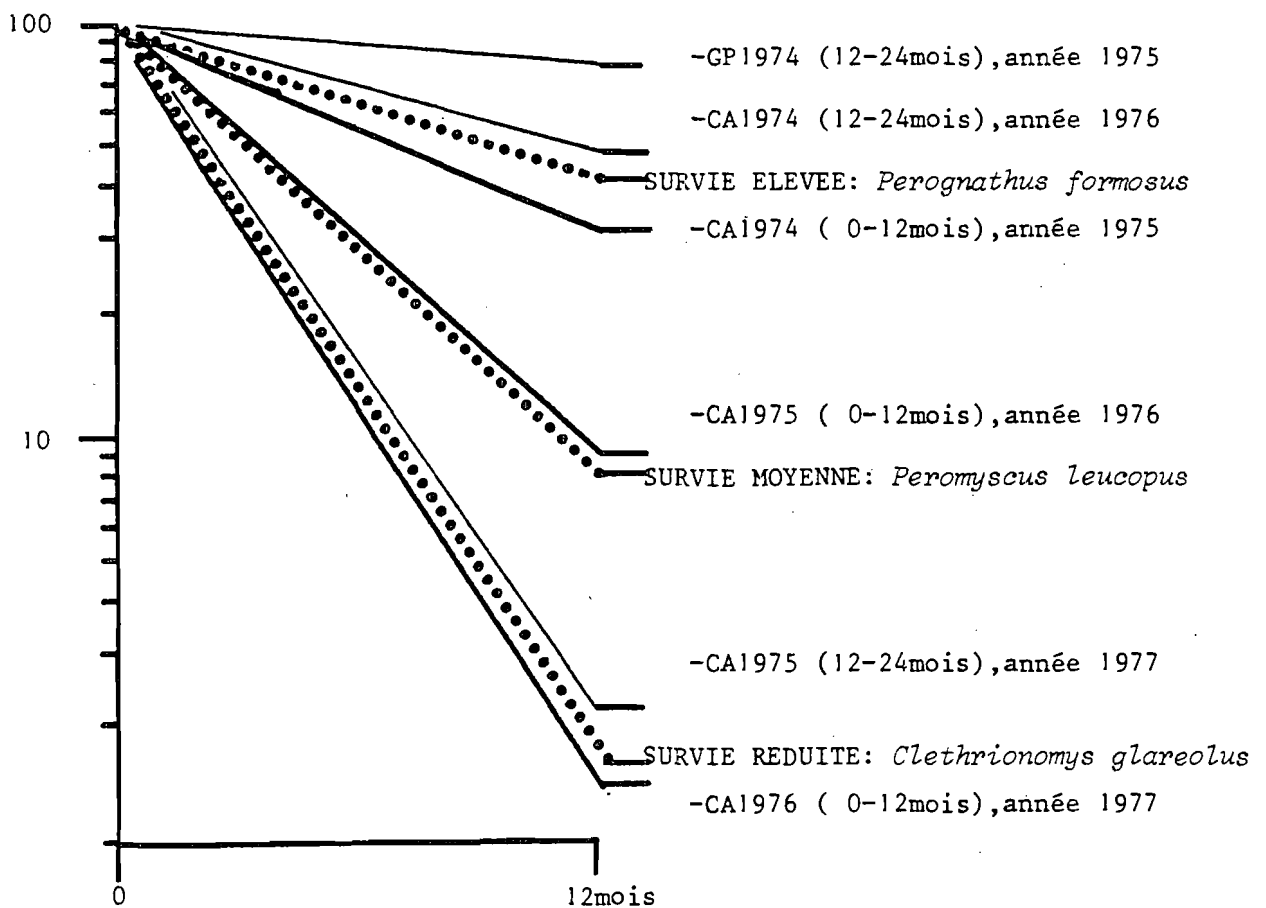 100
-GP1974 (12-24mois),année 1975
-CA1974 (12-24mois),année 1976
SURVIE ELEVEE: Perognathus formosus
-CA1974 ( 0-12mois),année 1975
-CA1975 ( 0-12mois),année 1976
10
SURVIE MOYENNE: Peromyscus leucopus
-CA1975 (12-24mois),année 1977
SURVIE REDUITE: Clethrionomys glareolus
-CA1976 ( 0-12mois),année 1977
0
12mois